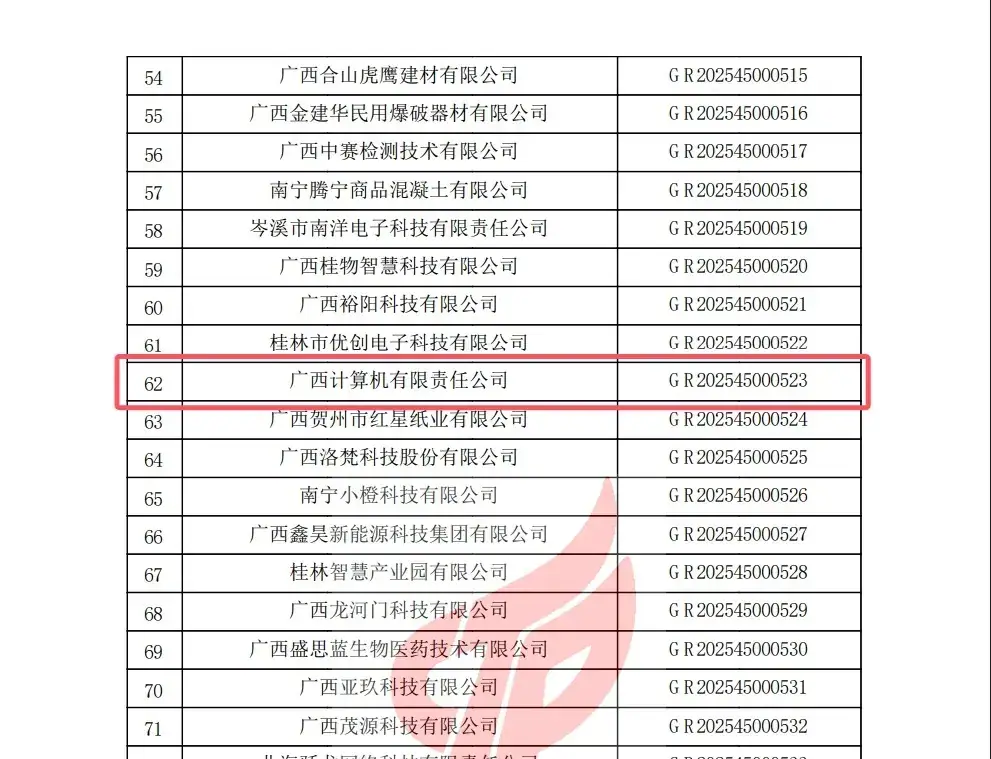 54 广西合山虎鹰建材有限公司 GR202545000515
55 广西金建华民用爆破器材有限公司 GR202545000516
56 广西中赛检测技术有限公司 GR202545000517
57 南宁腾宁商品混凝土有限公司 GR202545000518
58 岑溪市南洋电子科技有限责任公司 GR202545000519
59 广西桂物智慧科技有限公司 GR202545000520
60 广西裕阳科技有限公司 GR202545000521
61 桂林市优创电子科技有限公司 GR202545000522
62 广西计算机有限责任公司 GR202545000523
63 广西贺州市红星纸业有限公司 GR202545000524
64 广西洛梵科技股份有限公司 GR202545000525
65 南宁小橙科技有限公司 GR202545000526
66 广西鑫昊新能源科技集团有限公司 GR202545000527
67 桂林智慧产业园有限公司 GR202545000528
68 广西龙河门科技有限公司 GR202545000529
69 广西盛思蓝生物医药技术有限公司 GR202545000530
70 广西亚玖科技有限公司 GR202545000531
71 广西茂源科技有限公司 GR202545000532